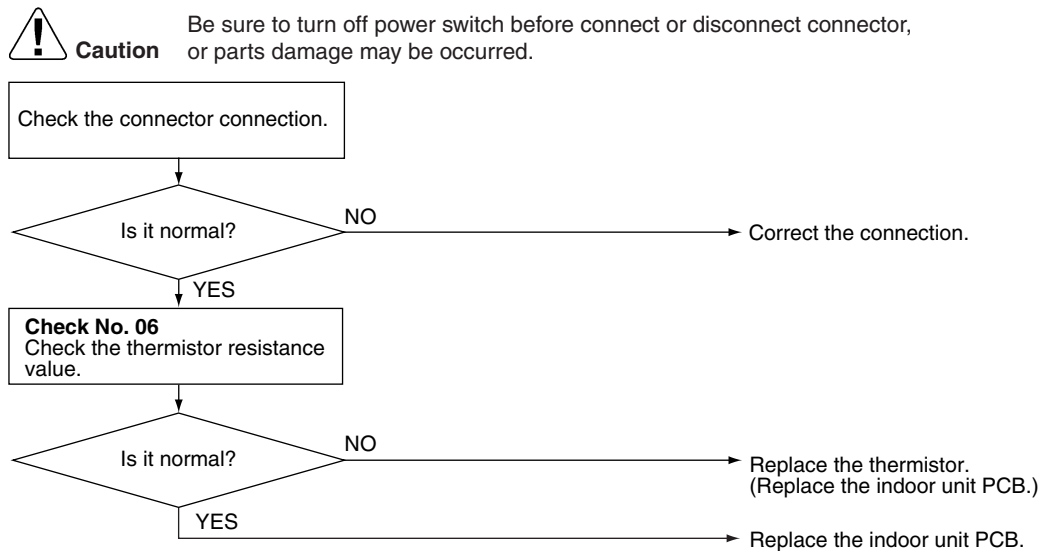 Be sure to turn off power switch before connect or disconnect connector,
Caution or parts damage may be occurred.
Check the connector connection.
Is it normal?
NO
Correct the connection.
YES
Check No. 06
Check the thermistor resistance
value.
Is it normal?
NO
Replace the thermistor.
(Replace the indoor unit PCB.)
YES
Replace the indoor unit PCB.